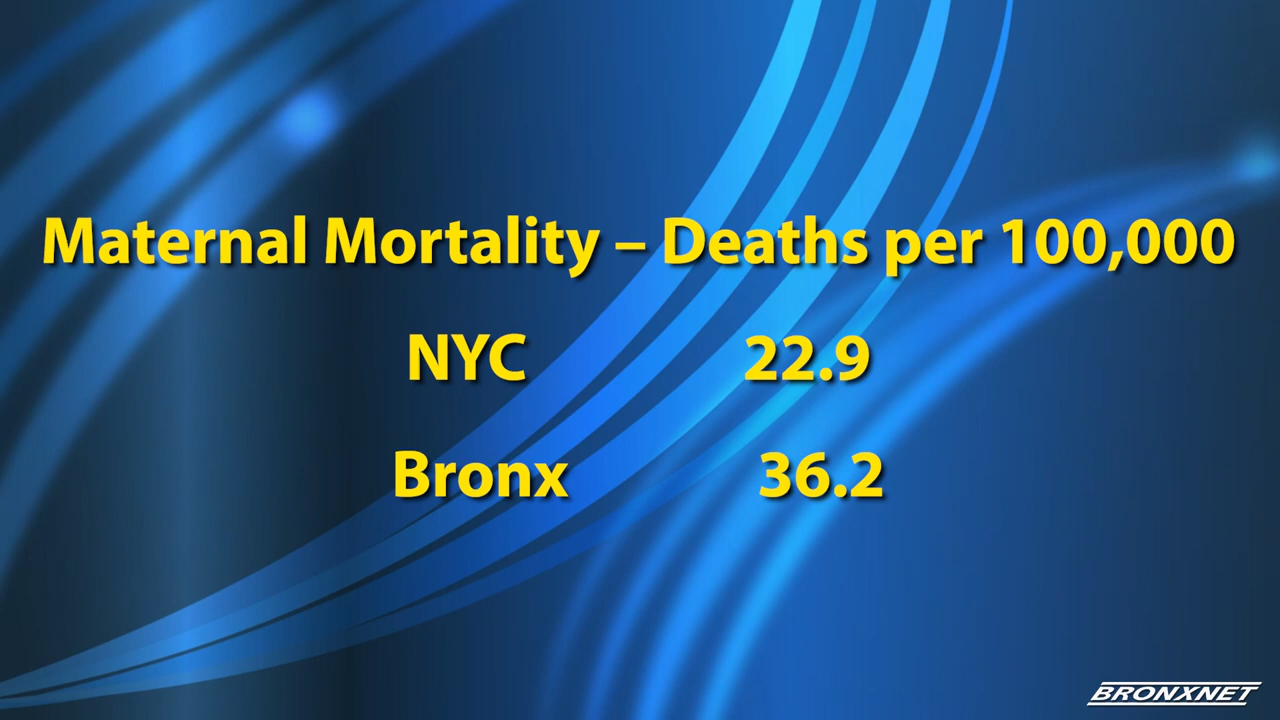 Maternal Mortality – Deaths per 100,000
NYC 22.9
Bronx 36.2
BRONXNET